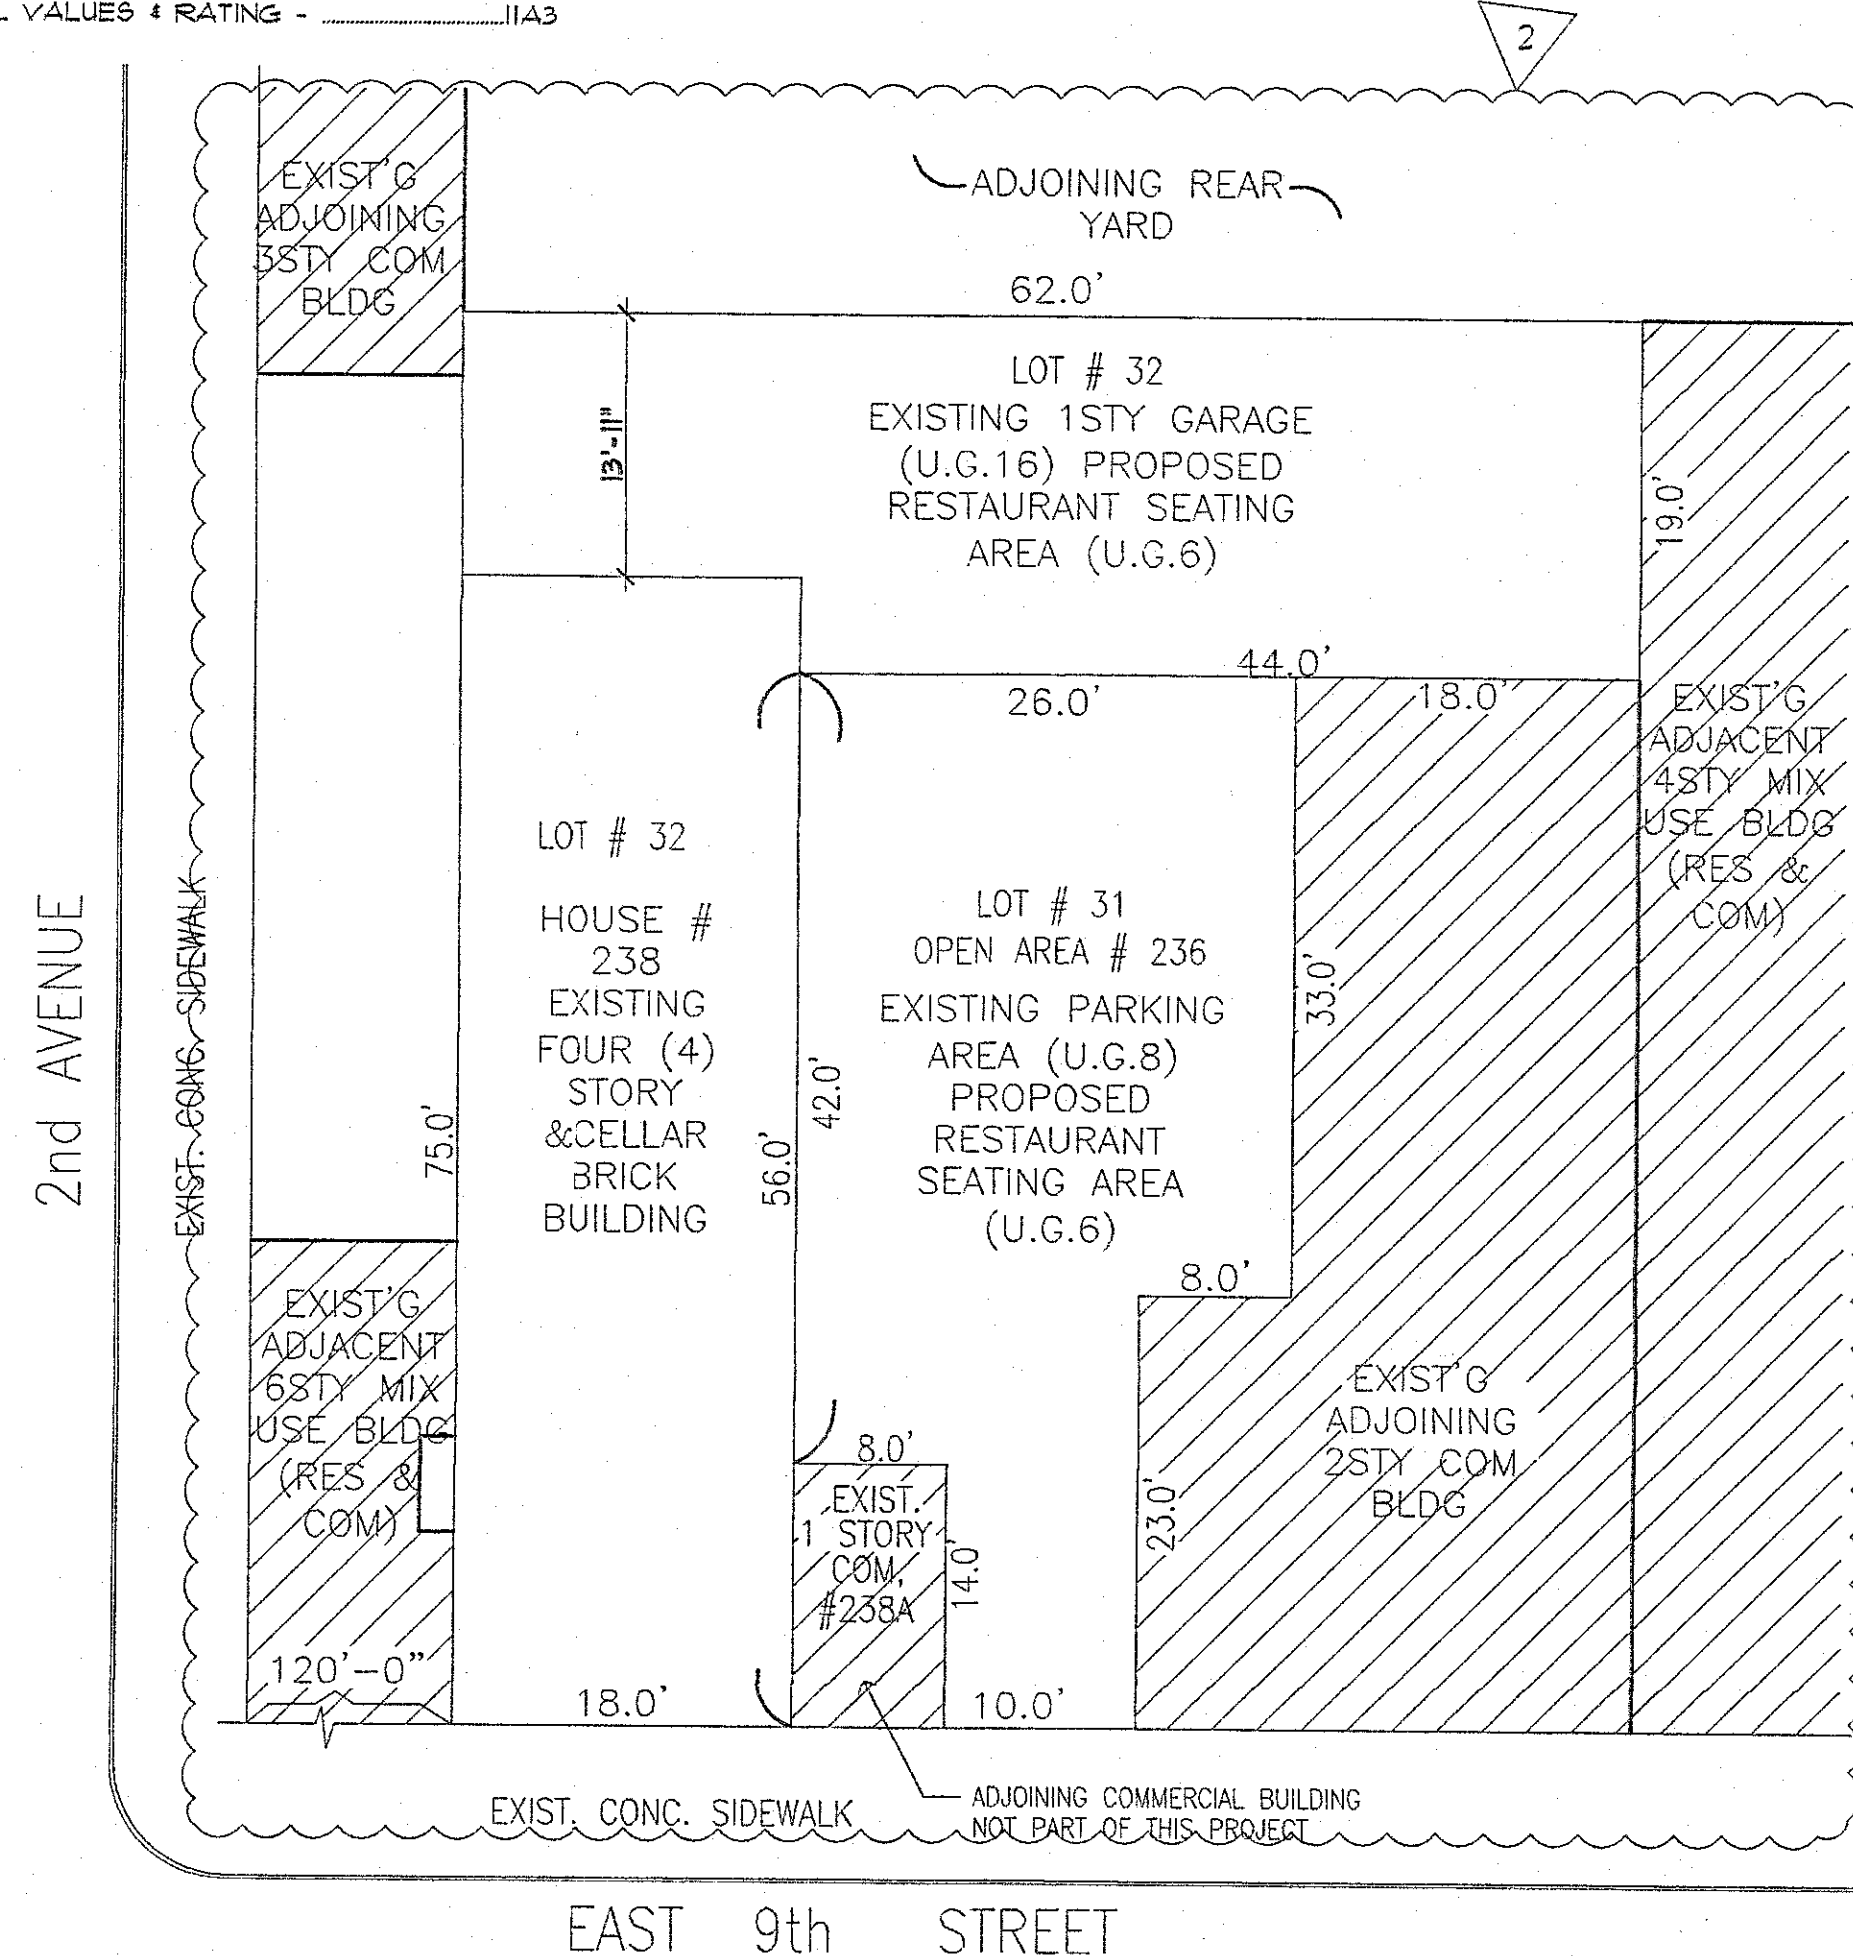 VALUES & RATING - ..............................11A3
2
EXIST'G
ADJOINING
3STY COM
BLDG
ADJOINING REAR
YARD
62.0'
13'-11"
LOT # 32
EXISTING 1STY GARAGE
(U.G.16) PROPOSED
RESTAURANT SEATING
AREA (U.G.6)
19.0'
44.0'
26.0'
18.0'
EXIST'G
ADJACENT
4STY MIX
USE BLDG
(RES &
COM)
LOT # 32
HOUSE #
238
EXISTING
FOUR (4)
STORY
&CELLAR
BRICK
BUILDING
LOT # 31
OPEN AREA # 236
EXISTING PARKING
AREA (U.G.8)
PROPOSED
RESTAURANT
SEATING AREA
(U.G.6)
33.0'
42.0'
56.0'
75.0'
2nd AVENUE
EXIST. CONC. SIDEWALK
8.0'
EXIST'G
ADJACENT
6STY MIX
USE BLDG
(RES &
COM)
EXIST'G
ADJOINING
2STY COM
BLDG
8.0'
EXIST.
1 STORY
COM,
#238A
14.0'
23.0'
120'-0"
18.0'
10.0'
EXIST. CONC. SIDEWALK
ADJOINING COMMERCIAL BUILDING
NOT PART OF THIS PROJECT
EAST 9th STREET